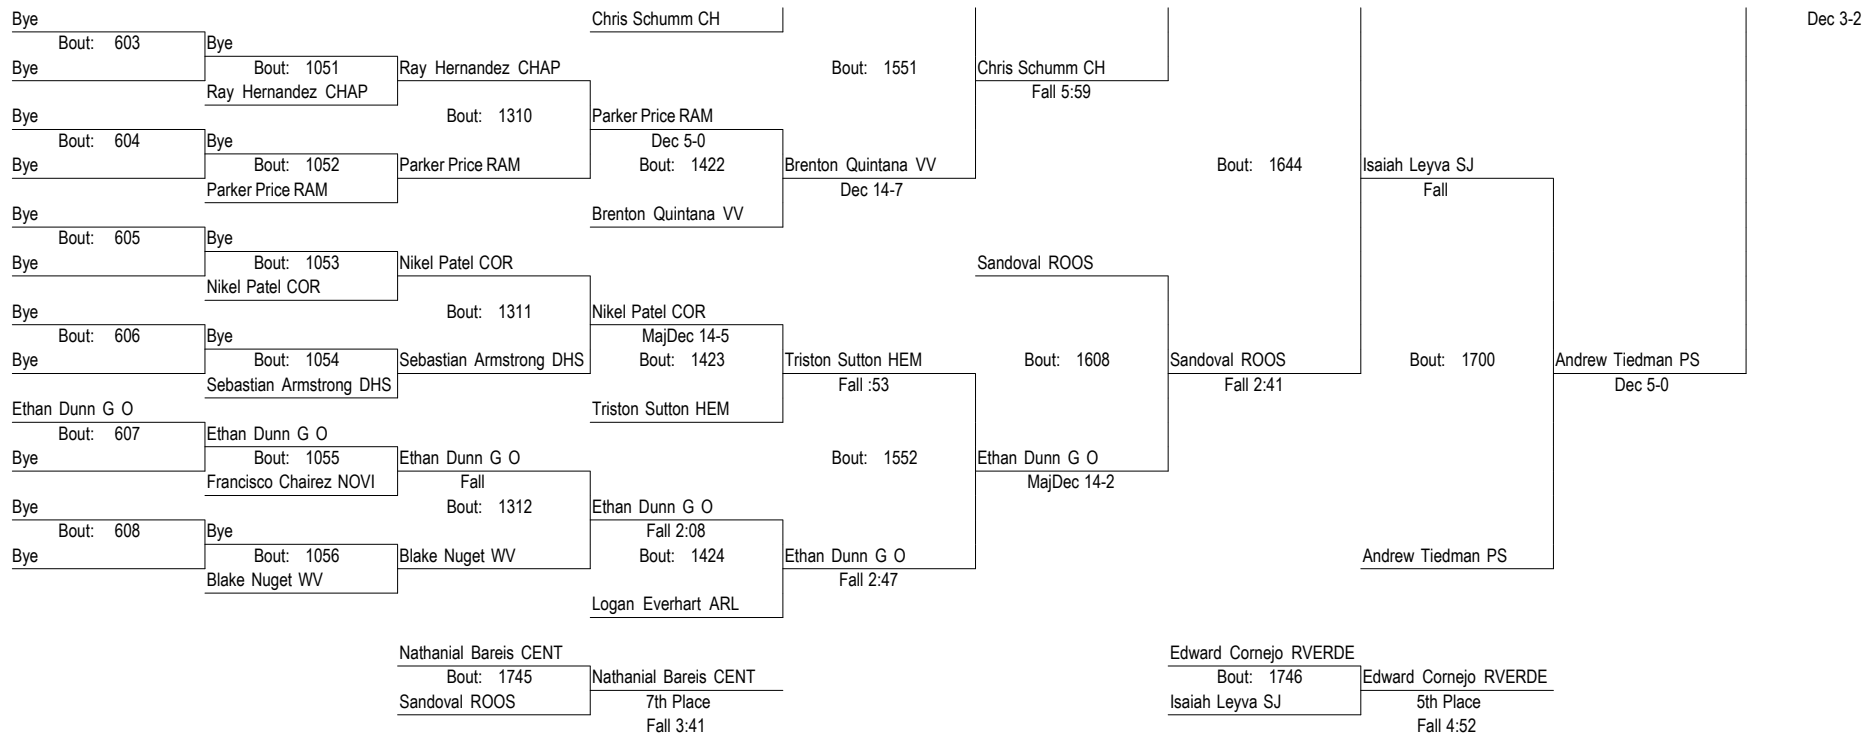 Bye
Chris Schumm CH
Dec 3-2
Bout: 603
Bye
Bye
Bout: 1051
Ray Hernandez CHAP
Bout: 1551
Chris Schumm CH
Ray Hernandez CHAP
Fall 5:59
Bye
Bout: 1310
Parker Price RAM
Bout: 604
Bye
Dec 5-0
Bye
Bout: 1052
Parker Price RAM
Bout: 1422
Brenton Quintana VV
Bout: 1644
Isaiah Leyva SJ
Parker Price RAM
Dec 14-7
Fall
Bye
Brenton Quintana VV
Bout: 605
Bye
Bye
Bout: 1053
Nikel Patel COR
Sandoval ROOS
Nikel Patel COR
Bye
Bout: 1311
Nikel Patel COR
Bout: 606
Bye
MajDec 14-5
Bye
Bout: 1054
Sebastian Armstrong DHS
Bout: 1423
Triston Sutton HEM
Bout: 1608
Sandoval ROOS
Bout: 1700
Andrew Tiedman PS
Sebastian Armstrong DHS
Fall :53
Fall 2:41
Dec 5-0
Ethan Dunn G O
Triston Sutton HEM
Bout: 607
Ethan Dunn G O
Bye
Bout: 1055
Ethan Dunn G O
Bout: 1552
Ethan Dunn G O
Francisco Chairez NOVI
Fall
MajDec 14-2
Bye
Bout: 1312
Ethan Dunn G O
Bout: 608
Bye
Fall 2:08
Bye
Bout: 1056
Blake Nuget WV
Bout: 1424
Ethan Dunn G O
Andrew Tiedman PS
Blake Nuget WV
Fall 2:47
Logan Everhart ARL
Nathanial Bareis CENT
Edward Cornejo RVERDE
Bout: 1745
Nathanial Bareis CENT
Bout: 1746
Edward Cornejo RVERDE
Sandoval ROOS
7th Place
Isaiah Leyva SJ
5th Place
Fall 3:41
Fall 4:52